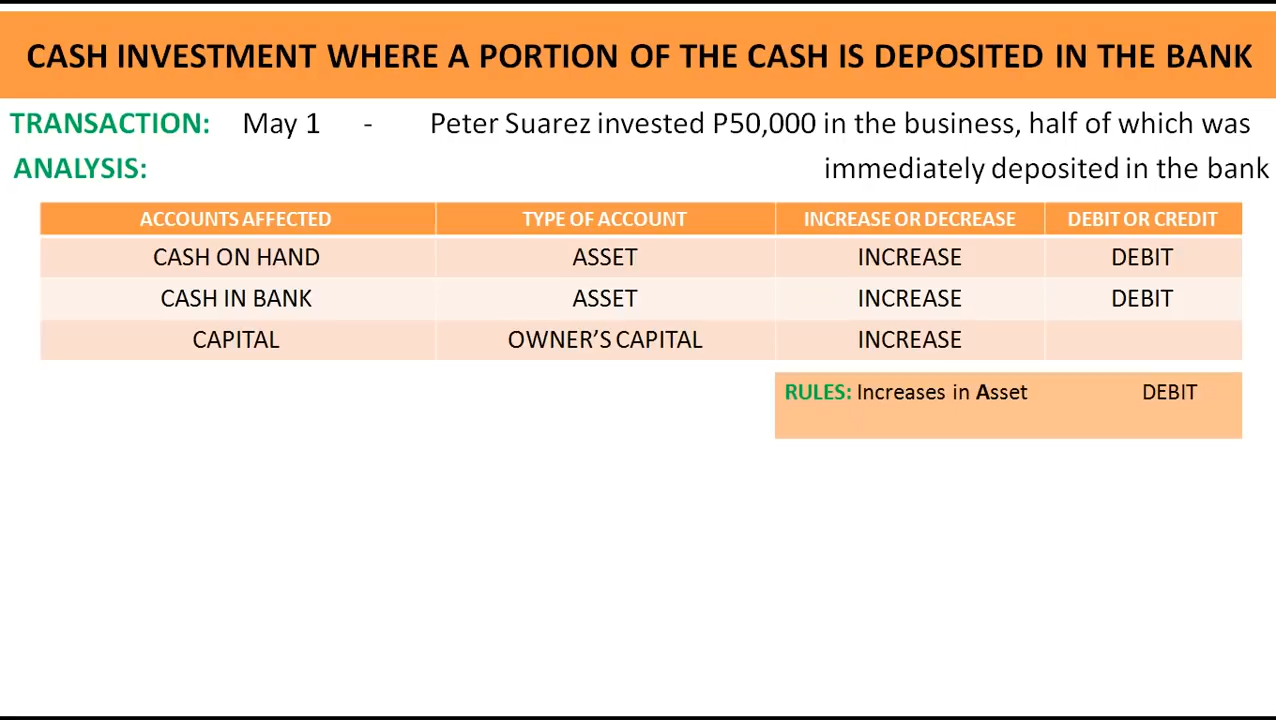 CASH INVESTMENT WHERE A PORTION OF THE CASH IS DEPOSITED IN THE BANK
TRANSACTION: May 1 - Peter Suarez invested P50,000 in the business, half of which was
ANALYSIS: immediately deposited in the bank
ACCOUNTS AFFECTED TYPE OF ACCOUNT INCREASE OR DECREASE DEBIT OR CREDIT
CASH ON HAND ASSET INCREASE DEBIT
CASH IN BANK ASSET INCREASE DEBIT
CAPITAL OWNER'S CAPITAL INCREASE
RULES: Increases in Asset DEBIT